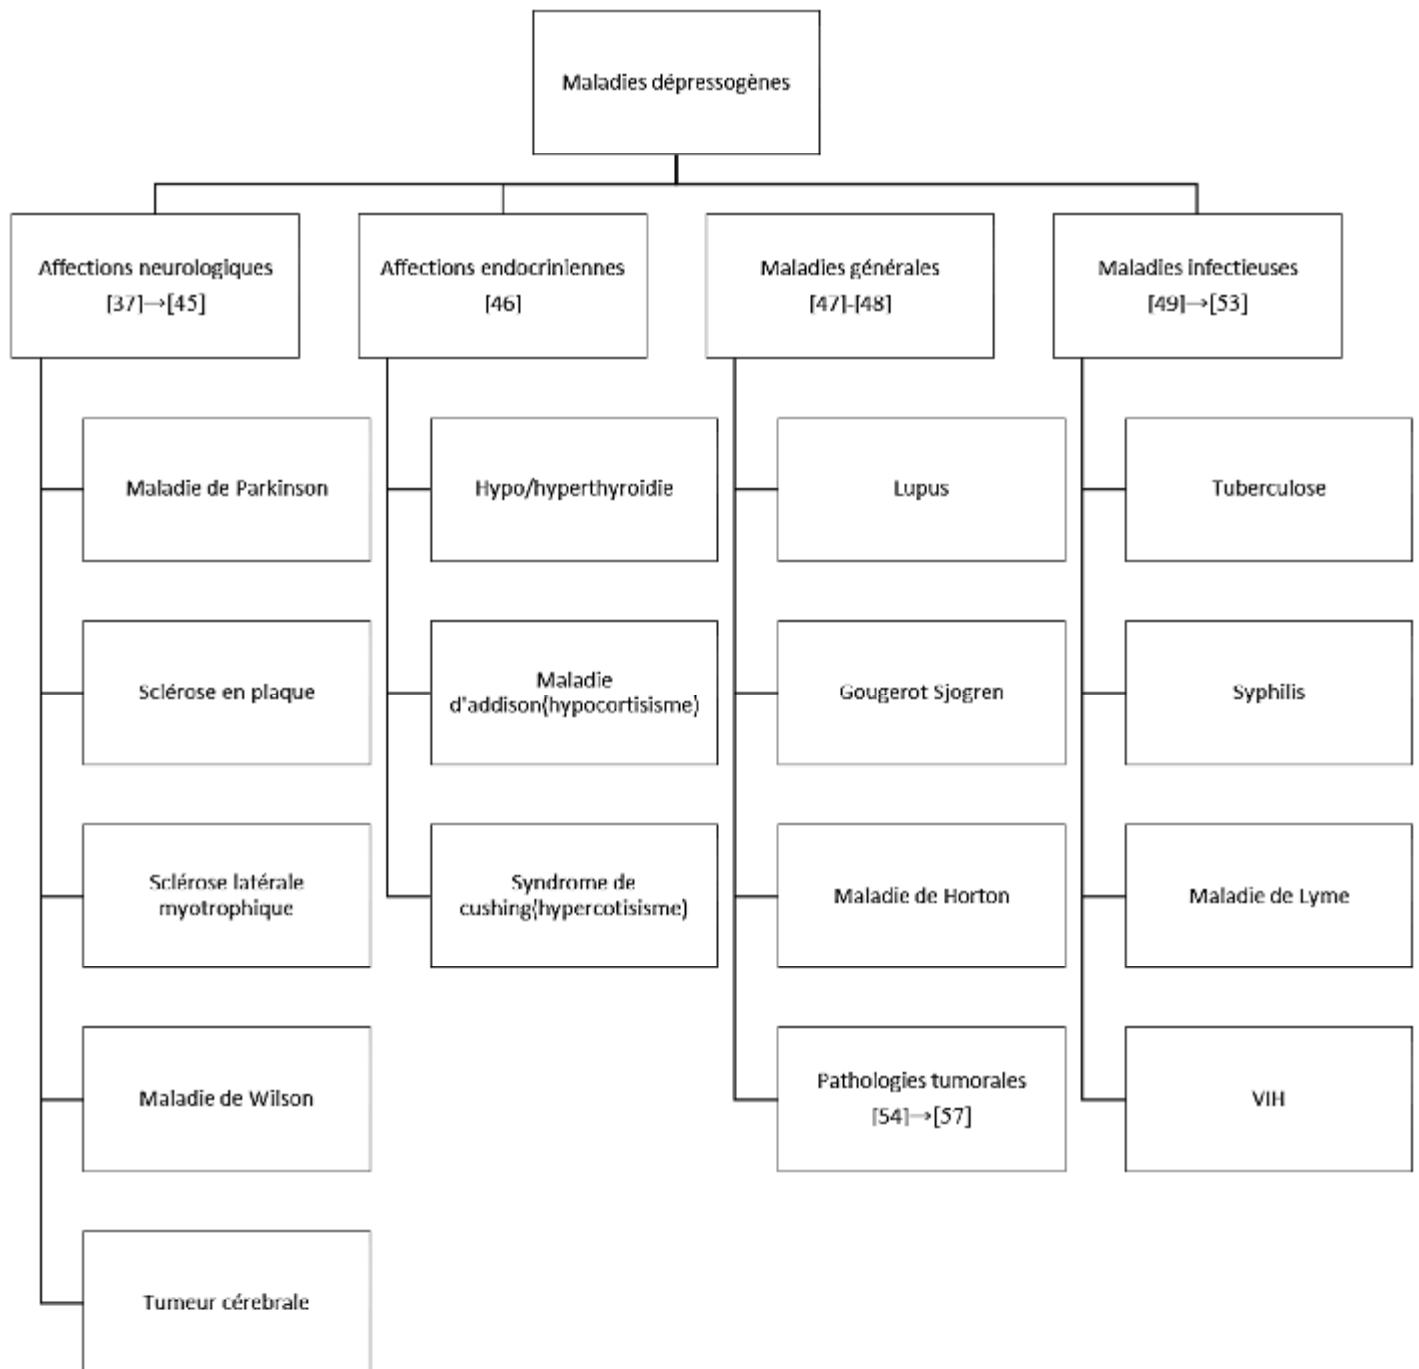 Maladies dépressogènes
Affections neurologiques
[37]→[45]
Affections endocriniennes
[46]
Maladies générales
[47]-[48]
Maladies infectieuses
[49]→[53]
Maladie de Parkinson
Sclérose en plaque
Sclérose latérale
myotrophique
Maladie de Wilson
Tumeur cérebrale
Hypo/hyperthyroidie
Maladie
d'addison(hypocortisisme)
Syndrome de
cushing(hypercotisisme)
Lupus
Gougerot Sjogren
Maladie de Horton
Pathologies tumorales
[54]→[57]
Tuberculose
Syphilis
Maladie de Lyme
VIH